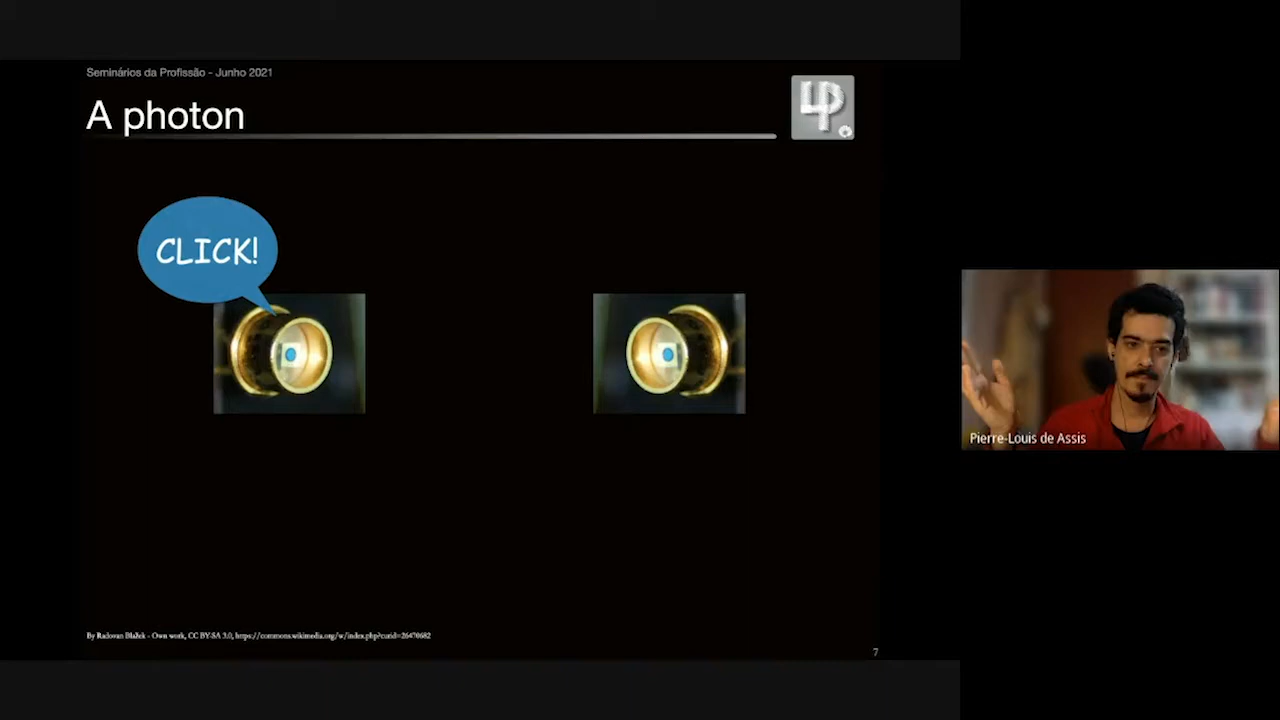 Seminários da Profissão - Junho 2021
A photon
LP
CLICK!
Pierre-Louis de Assis
By Radovan Blažek - Own work, CC BY-SA 3.0, https://commons.wikimedia.org/w/index.php?curid=26470682
7